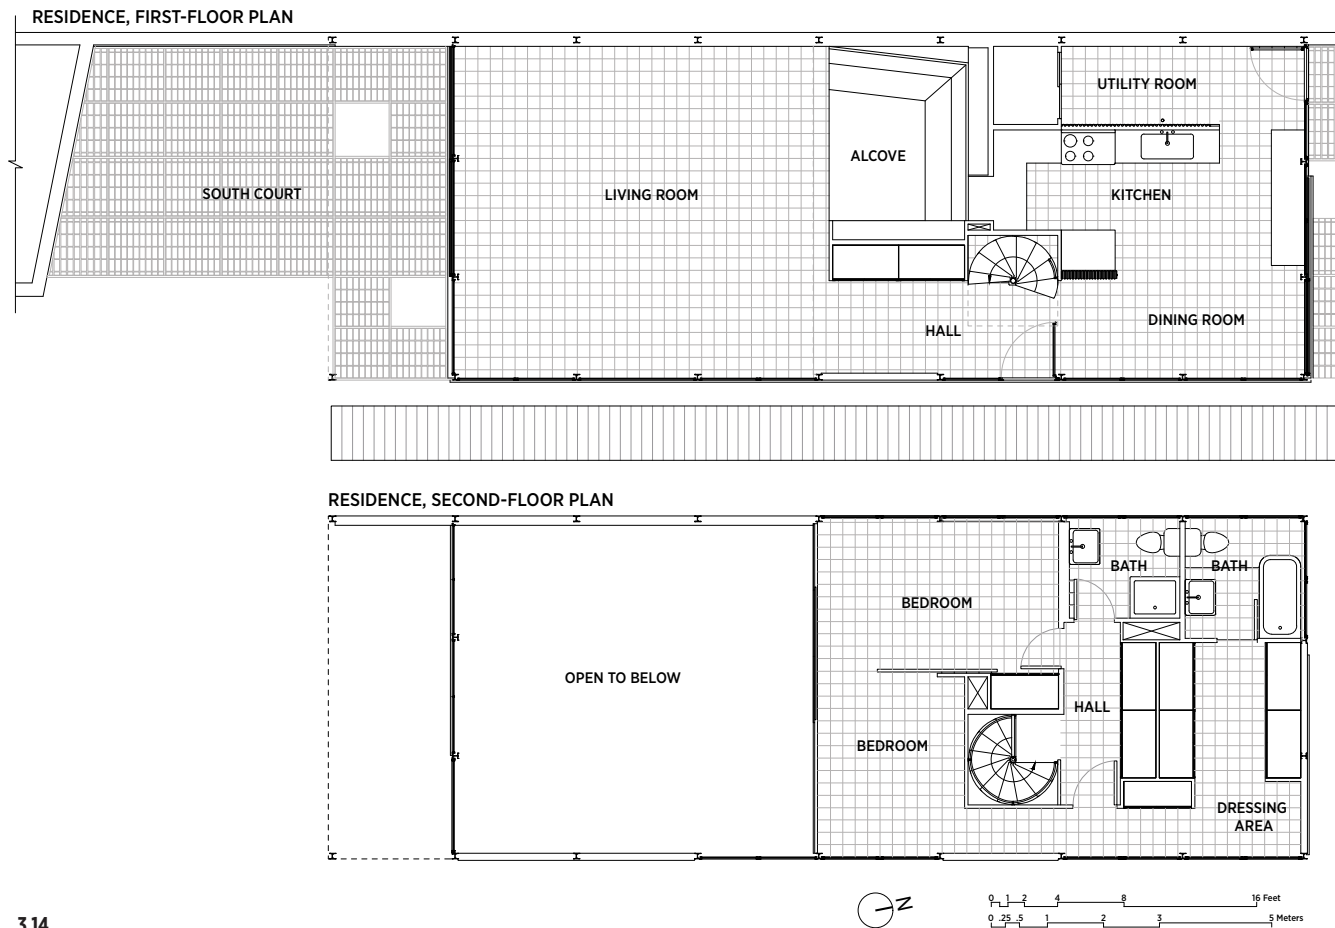 RESIDENCE, FIRST-FLOOR PLAN
UTILITY ROOM
ALCOVE
SOUTH COURT
LIVING ROOM
KITCHEN
HALL
DINING ROOM
RESIDENCE, SECOND-FLOOR PLAN
BATH
BATH
BEDROOM
OPEN TO BELOW
HALL
BEDROOM
DRESSING
AREA
N
0 1 2 4 8 16 Feet
0 .25 .5 1 2 3 5 Meters
3.14